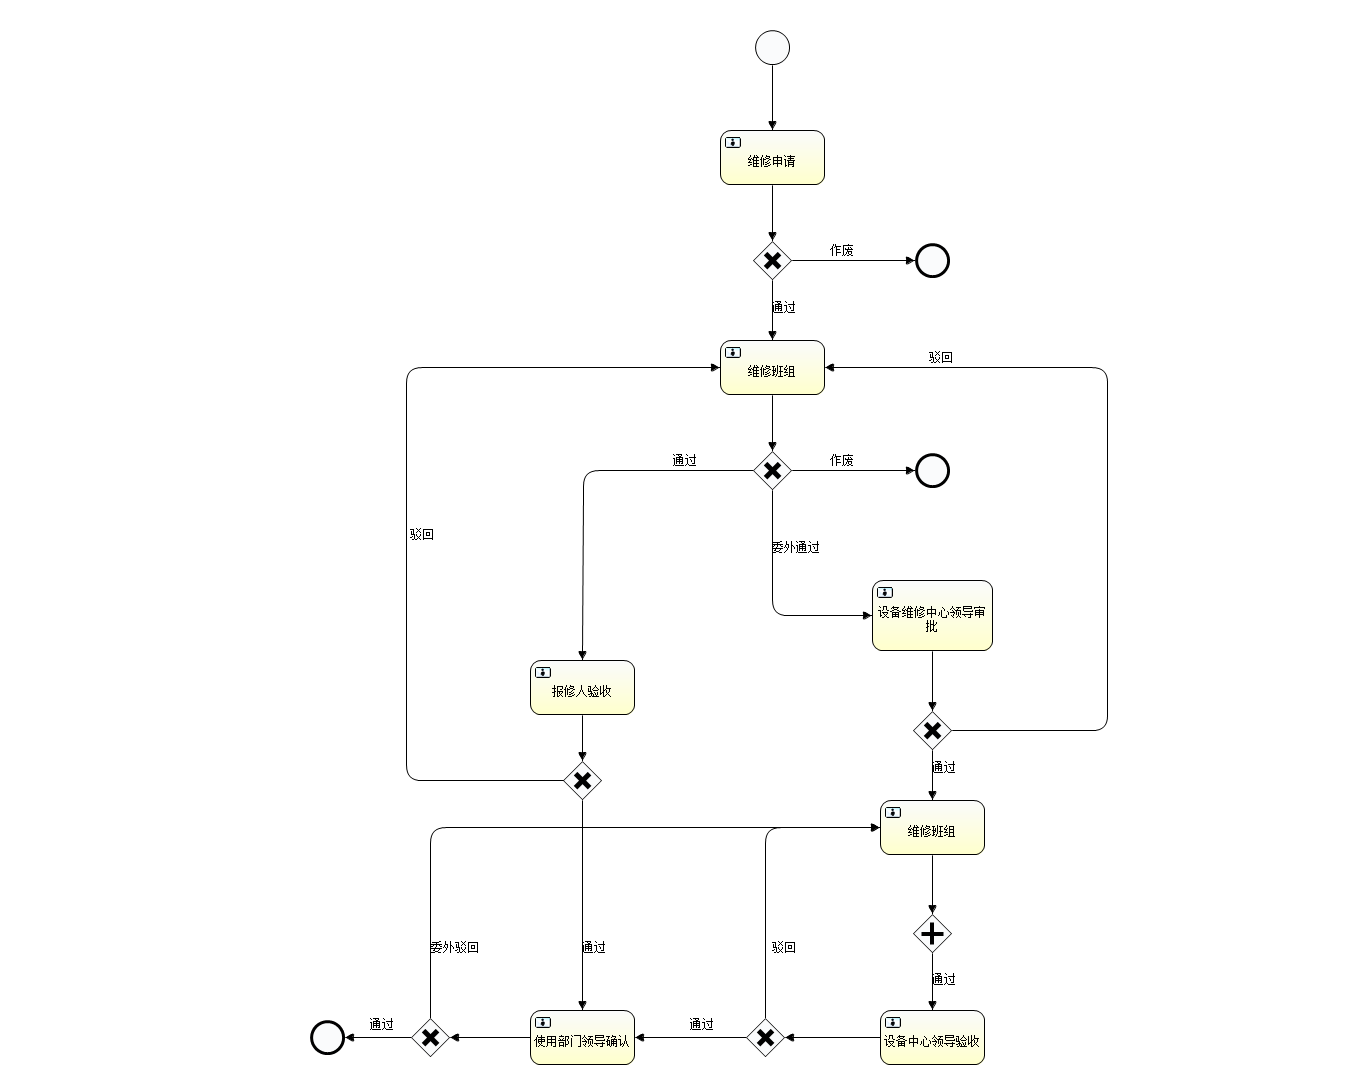 维修申请
作废
通过
维修班组
驳回
通过
作废
驳回
委外通过
设备维修中心领导审
批
报修人验收
通过
维修班组
委外驳回
通过
驳回
通过
通过
通过
使用部门领导确认
设备中心领导验收